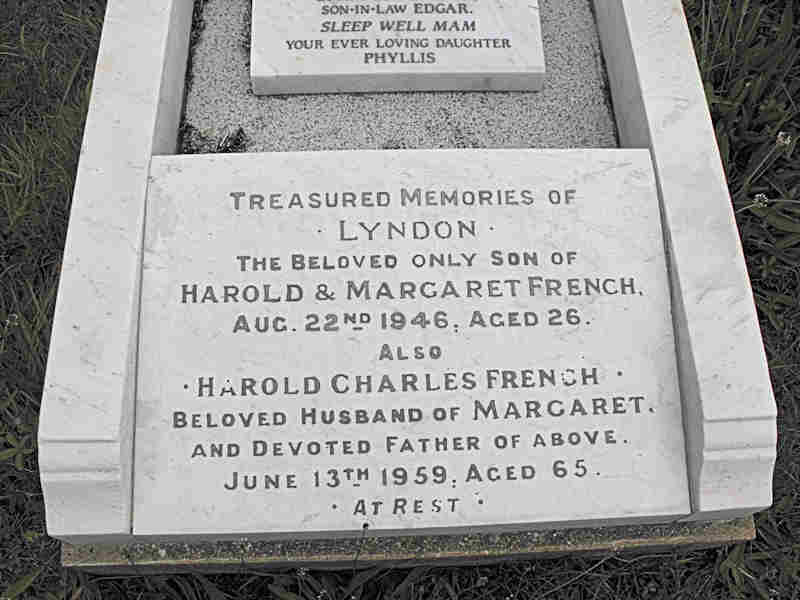 SON-IN-LAW EDGAR.
SLEEP WELL MAM
YOUR EVER LOVING DAUGHTER
PHYLLIS
TREASURED MEMORIES OF
· LYNDON ·
THE BELOVED ONLY SON OF
HAROLD & MARGARET FRENCH,
AUG. 22ND 1946, AGED 26.
ALSO
· HAROLD CHARLES FRENCH ·
BELOVED HUSBAND OF MARGARET,
AND DEVOTED FATHER OF ABOVE.
JUNE 13TH 1959, AGED 65.
· AT REST ·